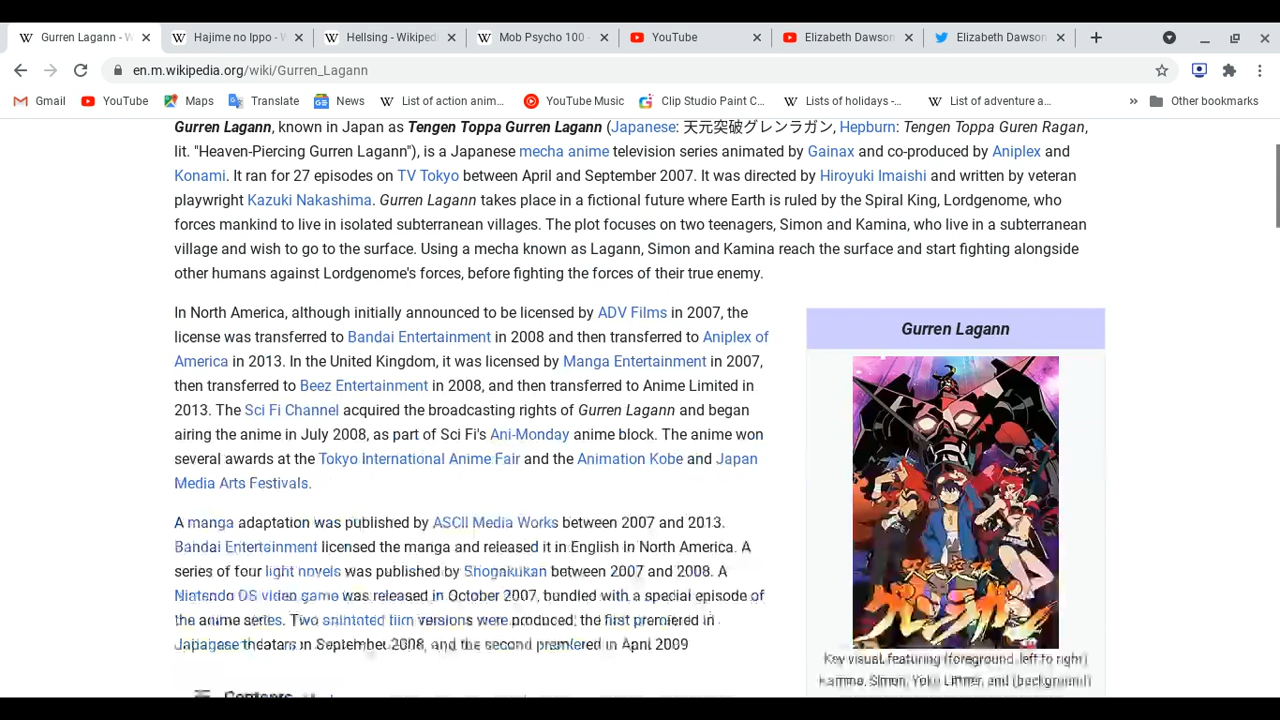 Gurren Lagann - W
Hajime no Ippo - W
Hellsing - Wikipedi
Mob Psycho 100 -
YouTube
Elizabeth Dawson
Elizabeth Dawson
en.m.wikipedia.org/wiki/Gurren_Lagann
Gmail
YouTube
Maps
Translate
News
List of action anim...
YouTube Music
Clip Studio Paint C...
Lists of holidays -...
List of adventure a...
Other bookmarks
Gurren Lagann, known in Japan as Tengen Toppa Gurren Lagann (Japanese: 天元突破グレンラガン, Hepburn: Tengen Toppa Guren Ragan,
lit. "Heaven-Piercing Gurren Lagann"), is a Japanese mecha anime television series animated by Gainax and co-produced by Aniplex and
Konami. It ran for 27 episodes on TV Tokyo between April and September 2007. It was directed by Hiroyuki Imaishi and written by veteran
playwright Kazuki Nakashima. Gurren Lagann takes place in a fictional future where Earth is ruled by the Spiral King, Lordgenome, who
forces mankind to live in isolated subterranean villages. The plot focuses on two teenagers, Simon and Kamina, who live in a subterranean
village and wish to go to the surface. Using a mecha known as Lagann, Simon and Kamina reach the surface and start fighting alongside
other humans against Lordgenome's forces, before fighting the forces of their true enemy.
In North America, although initially announced to be licensed by ADV Films in 2007, the
license was transferred to Bandai Entertainment in 2008 and then transferred to Aniplex of
America in 2013. In the United Kingdom, it was licensed by Manga Entertainment in 2007,
then transferred to Beez Entertainment in 2008, and then transferred to Anime Limited in
2013. The Sci Fi Channel acquired the broadcasting rights of Gurren Lagann and began
airing the anime in July 2008, as part of Sci Fi's Ani-Monday anime block. The anime won
several awards at the Tokyo International Anime Fair and the Animation Kobe and Japan
Media Arts Festivals.
A manga adaptation was published by ASCII Media Works between 2007 and 2013.
Bandai Entertainment licensed the manga and released it in English in North America. A
series of four light novels was published by Shogakukan between 2007 and 2008. A
Nintendo DS video game was released in October 2007, bundled with a special episode of
the anime series. Two animated film versions were produced, the first premiered in
Japanese theaters on September 2008, and the second premiered in April 2009
Contents
Gurren Lagann
天元突破
グレンラガン
Key visual, featuring (foreground, left to right)
Kamina, Simon, Yoko Littner, and (background)